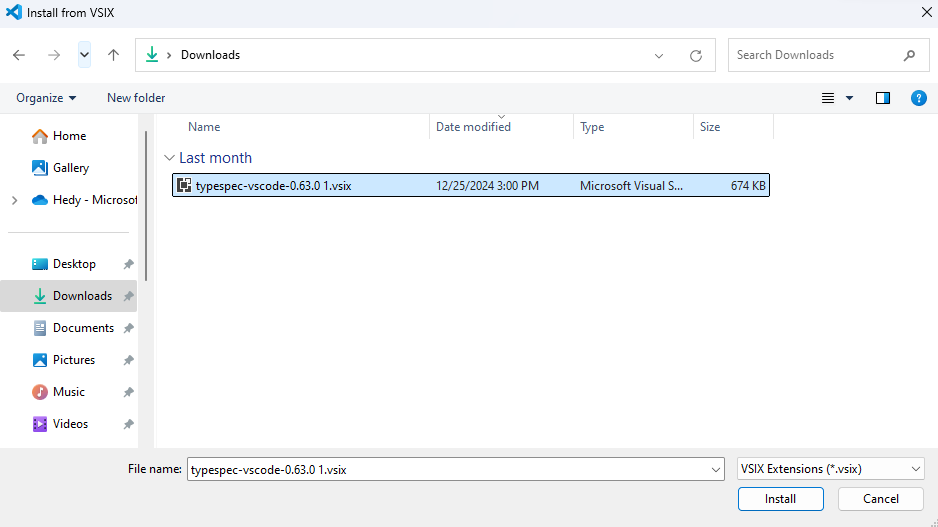 Install from VSIX
Downloads
Search Downloads
Organize
New folder
?
Name
Date modified
Type
Size
Home
Gallery
Hedy - Microsof
Desktop
Downloads
Documents
Pictures
Music
Videos
Last month
typespec-vscode-0.63.0 1.vsix
12/25/2024 3:00 PM
Microsoft Visual S...
674 KB
File name:
typespec-vscode-0.63.0 1.vsix
VSIX Extensions (*.vsix)
Install
Cancel